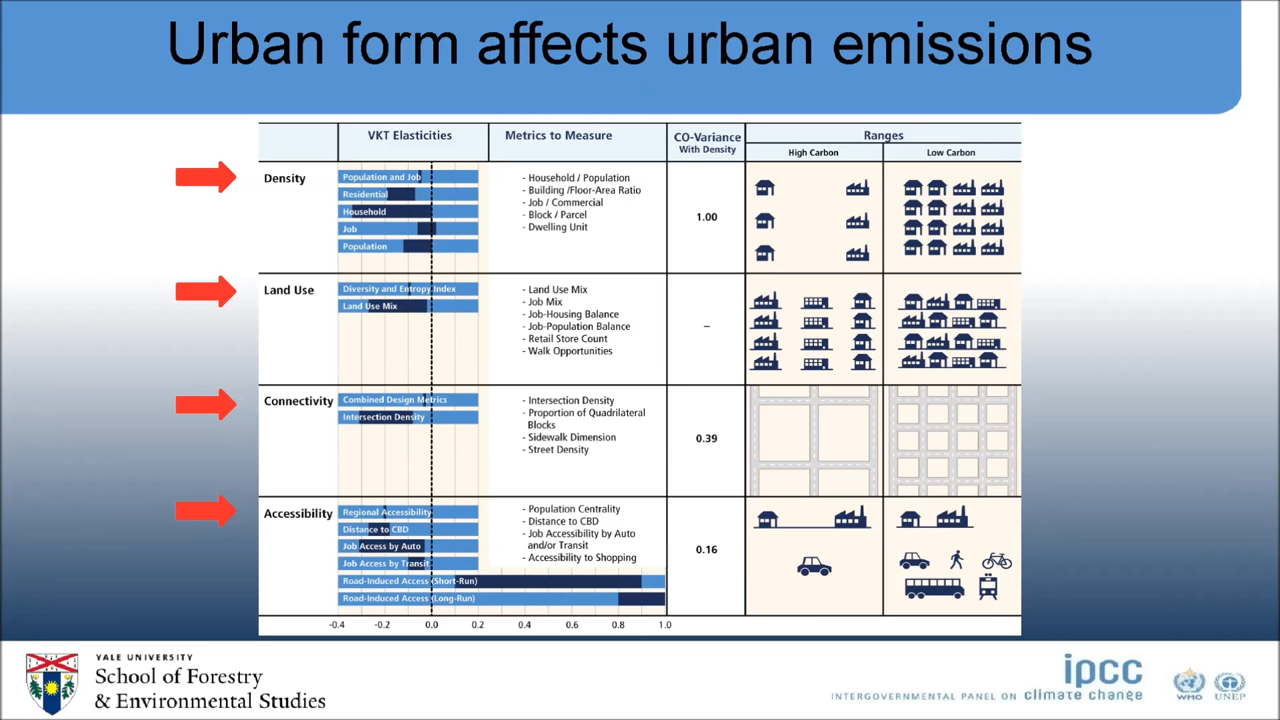 Urban form affects urban emissions
VKT Elasticities
Metrics to Measure
CO-Variance
With Density
Ranges
High Carbon
Low Carbon
Density
Population and Job
Residential
Household
Job
Population
- Household / Population
- Building /Floor-Area Ratio
- Job / Commercial
- Block / Parcel
- Dwelling Unit
1.00
Land Use
Diversity and Entropy Index
Land Use Mix
- Land Use Mix
- Job Mix
- Job-Housing Balance
- Job-Population Balance
- Retail Store Count
- Walk Opportunities
–
Connectivity
Combined Design Metrics
Intersection Density
- Intersection Density
- Proportion of Quadrilateral
Blocks
- Sidewalk Dimension
- Street Density
0.39
Accessibility
Regional Accessibility
Distance to CBD
Job Access by Auto
Job Access by Transit
Road-Induced Access (Short-Run)
Road-Induced Access (Long-Run)
- Population Centrality
- Distance to CBD
- Job Accessibility by Auto
and/or Transit
- Accessibility to Shopping
0.16
-0.4 -0.2 0.0 0.2 0.4 0.6 0.8 1.0
YALE UNIVERSITY
School of Forestry
& Environmental Studies
ipcc
INTERGOVERNMENTAL PANEL ON climate change
WMO
UNEP